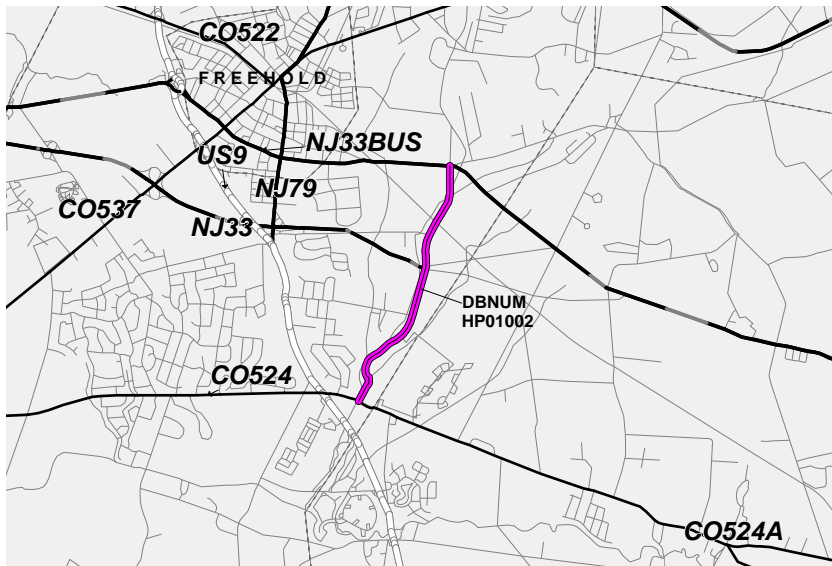 CO522
FREEHOLD
NJ33BUS
US9
NJ79
CO537
NJ33
DBNUM
HP01002
CO524
CO524A